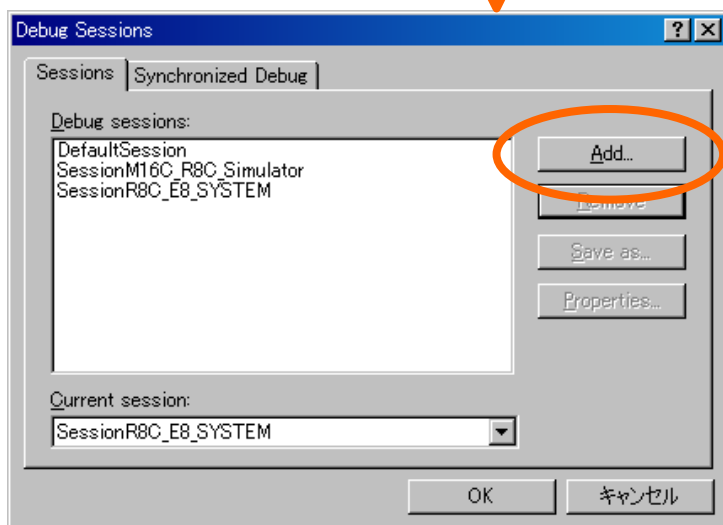 Debug Sessions
Sessions
Synchronized Debug
Debug sessions:
DefaultSession
SessionM16C_R8C_Simulator
SessionR8C_E8_SYSTEM
Add...
Remove
Save as...
Properties...
Current session:
SessionR8C_E8_SYSTEM
OK
キャンセル